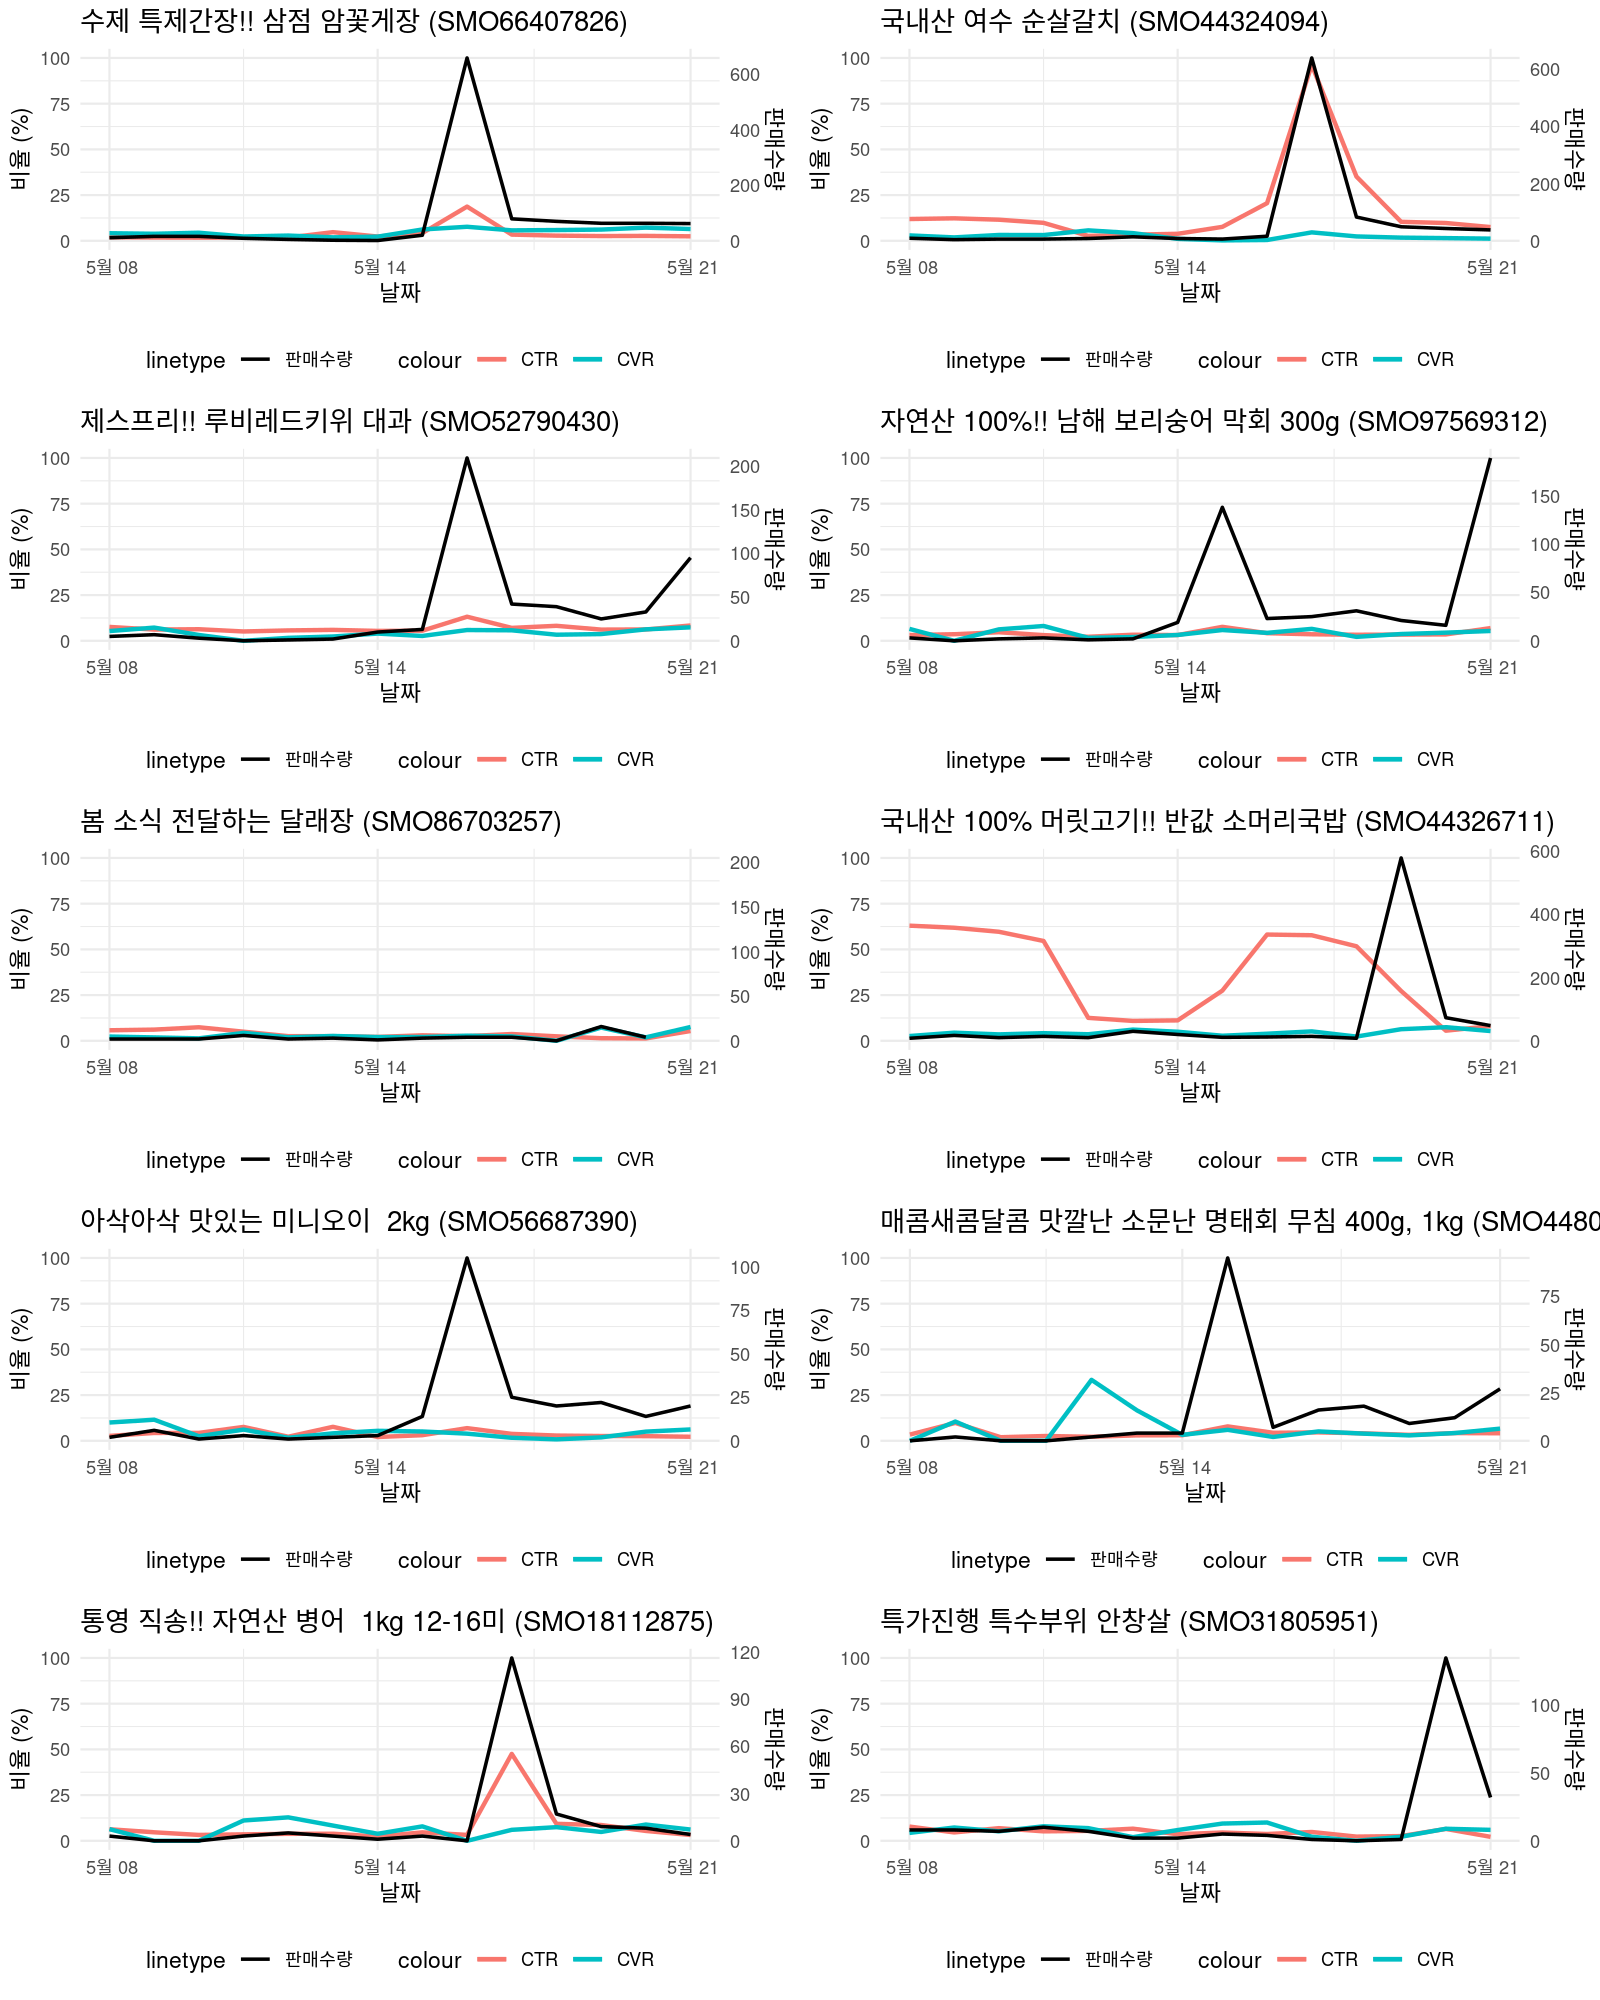 수제 특제간장!! 삼점 암꽃게장 (SMO66407826)
100
75
50
25
0
비율 (%)
600
400
200
0
판매수량
5월 08
5월 14
5월 21
날짜
linetype 판매수량 colour CTR CVR
국내산 여수 순살갈치 (SMO44324094)
100
75
50
25
0
비율 (%)
600
400
200
0
판매수량
5월 08
5월 14
5월 21
날짜
linetype 판매수량 colour CTR CVR
제스프리!! 루비레드키위 대과 (SMO52790430)
100
75
50
25
0
비율 (%)
200
150
100
50
0
판매수량
5월 08
5월 14
5월 21
날짜
linetype 판매수량 colour CTR CVR
자연산 100%!! 남해 보리숭어 막회 300g (SMO97569312)
100
75
50
25
0
비율 (%)
150
100
50
0
판매수량
5월 08
5월 14
5월 21
날짜
linetype 판매수량 colour CTR CVR
봄 소식 전달하는 달래장 (SMO86703257)
100
75
50
25
0
비율 (%)
200
150
100
50
0
판매수량
5월 08
5월 14
5월 21
날짜
linetype 판매수량 colour CTR CVR
국내산 100% 머릿고기!! 반값 소머리국밥 (SMO44326711)
100
75
50
25
0
비율 (%)
600
400
200
0
판매수량
5월 08
5월 14
5월 21
날짜
linetype 판매수량 colour CTR CVR
아삭아삭 맛있는 미니오이  2kg (SMO56687390)
100
75
50
25
0
비율 (%)
100
75
50
25
0
판매수량
5월 08
5월 14
5월 21
날짜
linetype 판매수량 colour CTR CVR
매콤새콤달콤 맛깔난 소문난 명태회 무침 400g, 1kg (SMO4480
100
75
50
25
0
비율 (%)
75
50
25
0
판매수량
5월 08
5월 14
5월 21
날짜
linetype 판매수량 colour CTR CVR
통영 직송!! 자연산 병어  1kg 12-16미 (SMO18112875)
100
75
50
25
0
비율 (%)
120
90
60
30
0
판매수량
5월 08
5월 14
5월 21
날짜
linetype 판매수량 colour CTR CVR
특가진행 특수부위 안창살 (SMO31805951)
100
75
50
25
0
비율 (%)
100
50
0
판매수량
5월 08
5월 14
5월 21
날짜
linetype 판매수량 colour CTR CVR